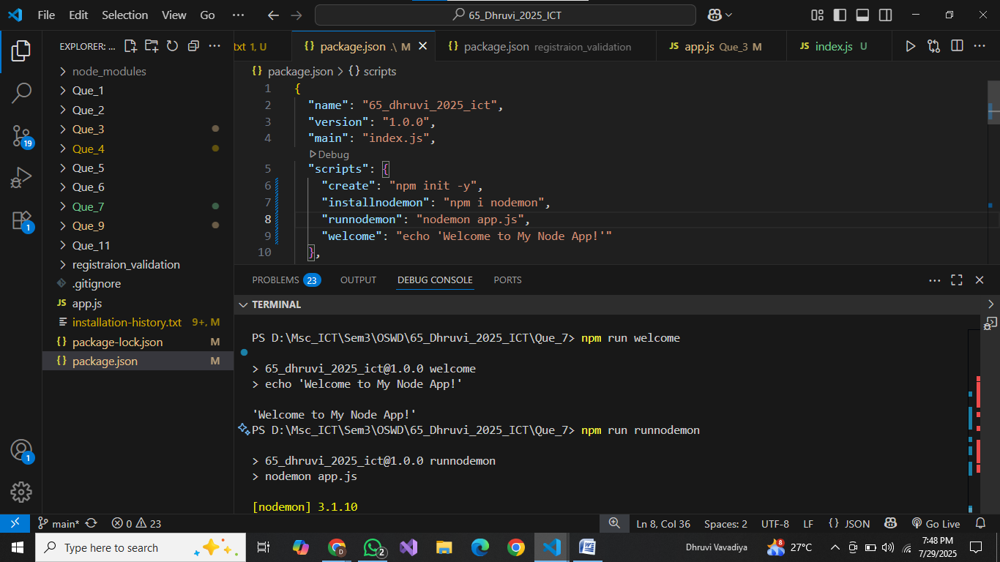 File Edit Selection View Go ··· 65_Dhruvi_2025_ICT
EXPLORER: ...
node_modules
Que_1
Que_2
Que_3
Que_4
Que_5
Que_6
Que_7
Que_9
Que_11
registraion_validation
.gitignore
JS app.js
installation-history.txt 9+, M
{} package-lock.json M
{} package.json M
19
1
1
txt 1, U {} package.json .\ M {} package.json registraion_validation JS app.js Que_3 M JS index.js U
{} package.json > {} scripts
1 {
2 "name": "65_dhruvi_2025_ict",
3 "version": "1.0.0",
4 "main": "index.js",
Debug
5 "scripts": {
6 "create": "npm init -y",
7 "installnodemon": "npm i nodemon",
8 "runnodemon": "nodemon app.js",
9 "welcome": "echo 'Welcome to My Node App!'"
10 },
PROBLEMS 23 OUTPUT DEBUG CONSOLE PORTS
TERMINAL
PS D:\Msc_ICT\Sem3\OSWD\65_Dhruvi_2025_ICT\Que_7> npm run welcome
> 65_dhruvi_2025_ict@1.0.0 welcome
> echo 'Welcome to My Node App!'
'Welcome to My Node App!'
PS D:\Msc_ICT\Sem3\OSWD\65_Dhruvi_2025_ICT\Que_7> npm run runnodemon
> 65_dhruvi_2025_ict@1.0.0 runnodemon
> nodemon app.js
[nodemon] 3.1.10
main* 0 23 Ln 8, Col 36 Spaces: 2 UTF-8 LF {} JSON Go Live
Type here to search D 2 Dhruvi Vavadiya 8 27°C 7:48 PM
7/29/2025